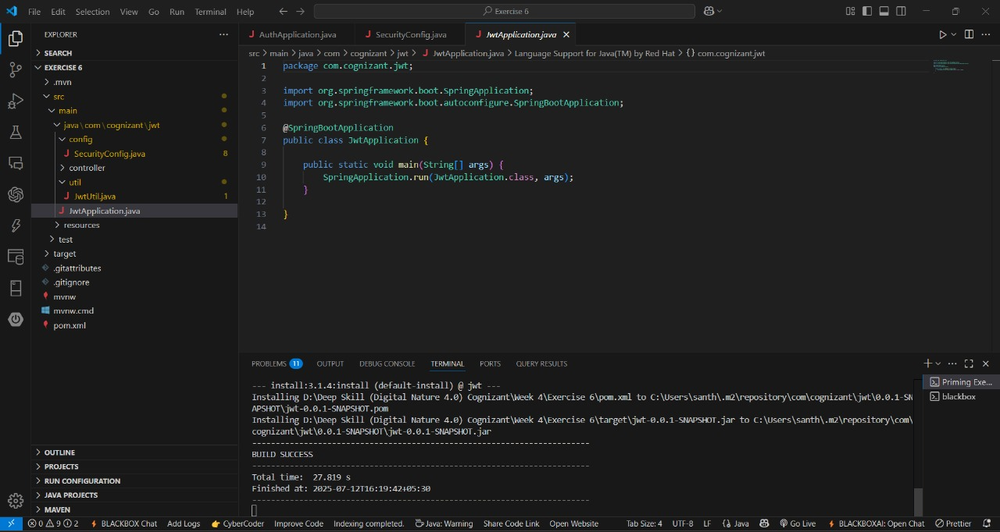 File Edit Selection View Go Run Terminal Help
Exercise 6
EXPLORER
SEARCH
EXERCISE 6
.mvn
src
main
java \ com \ cognizant \ jwt
config
SecurityConfig.java 8
controller
util
JwtUtil.java 1
JwtApplication.java
resources
test
target
.gitattributes
.gitignore
mvnw
mvnw.cmd
pom.xml
OUTLINE
PROJECTS
RUN CONFIGURATION
JAVA PROJECTS
MAVEN
AuthApplication.java SecurityConfig.java JwtApplication.java
src > main > java > com > cognizant > jwt > JwtApplication.java > Language Support for Java(TM) by Red Hat > {} com.cognizant.jwt
1 package com.cognizant.jwt;
2
3 import org.springframework.boot.SpringApplication;
4 import org.springframework.boot.autoconfigure.SpringBootApplication;
5
6 @SpringBootApplication
7 public class JwtApplication {
8
9 public static void main(String[] args) {
10 SpringApplication.run(JwtApplication.class, args);
11 }
12
13 }
14
PROBLEMS 11 OUTPUT DEBUG CONSOLE TERMINAL PORTS QUERY RESULTS
--- install:3.1.4:install (default-install) @ jwt ---
Installing D:\Deep Skill (Digital Nature 4.0) Cognizant\Week 4\Exercise 6\pom.xml to C:\Users\santh\.m2\repository\com\cognizant\jwt\0.0.1-SN
APSHOT\jwt-0.0.1-SNAPSHOT.pom
Installing D:\Deep Skill (Digital Nature 4.0) Cognizant\Week 4\Exercise 6\target\jwt-0.0.1-SNAPSHOT.jar to C:\Users\santh\.m2\repository\com\
cognizant\jwt\0.0.1-SNAPSHOT\jwt-0.0.1-SNAPSHOT.jar
------------------------------------------------------------------------
BUILD SUCCESS
------------------------------------------------------------------------
Total time:  27.819 s
Finished at: 2025-07-12T16:19:42+05:30
------------------------------------------------------------------------
Priming Exe...
blackbox
0 9 2 BLACKBOX Chat Add Logs CyberCoder Improve Code Indexing completed. Java: Warning Share Code Link Open Website Tab Size: 4 UTF-8 LF {} Java Go Live BLACKBOXAI: Open Chat Prettier